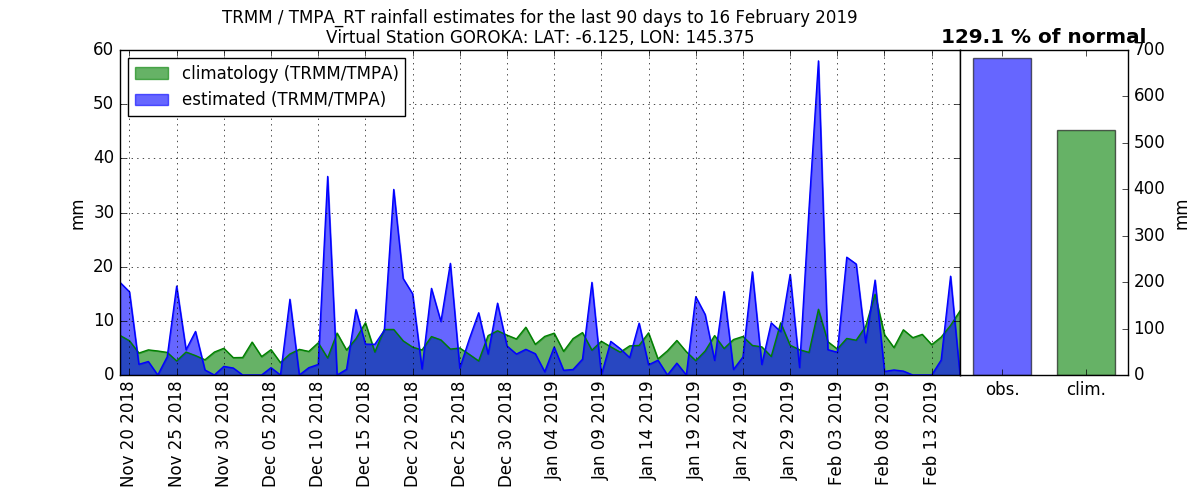 TRMM / TMPA_RT rainfall estimates for the last 90 days to 16 February 2019
Virtual Station GOROKA: LAT: -6.125, LON: 145.375
129.1 % of normal
climatology (TRMM/TMPA)
estimated (TRMM/TMPA)
60
50
40
30
20
10
0
mm
700
600
500
400
300
200
100
0
mm
Nov 20 2018
Nov 25 2018
Nov 30 2018
Dec 05 2018
Dec 10 2018
Dec 15 2018
Dec 20 2018
Dec 25 2018
Dec 30 2018
Jan 04 2019
Jan 09 2019
Jan 14 2019
Jan 19 2019
Jan 24 2019
Jan 29 2019
Feb 03 2019
Feb 08 2019
Feb 13 2019
obs.
clim.